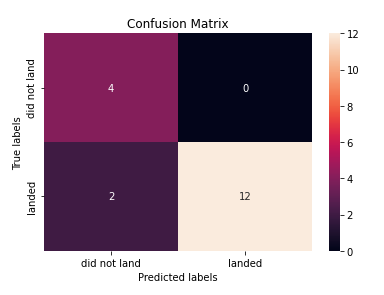 Confusion Matrix
12
10
8
6
4
2
0
True labels
did not land
landed
4
0
2
12
did not land
landed
Predicted labels